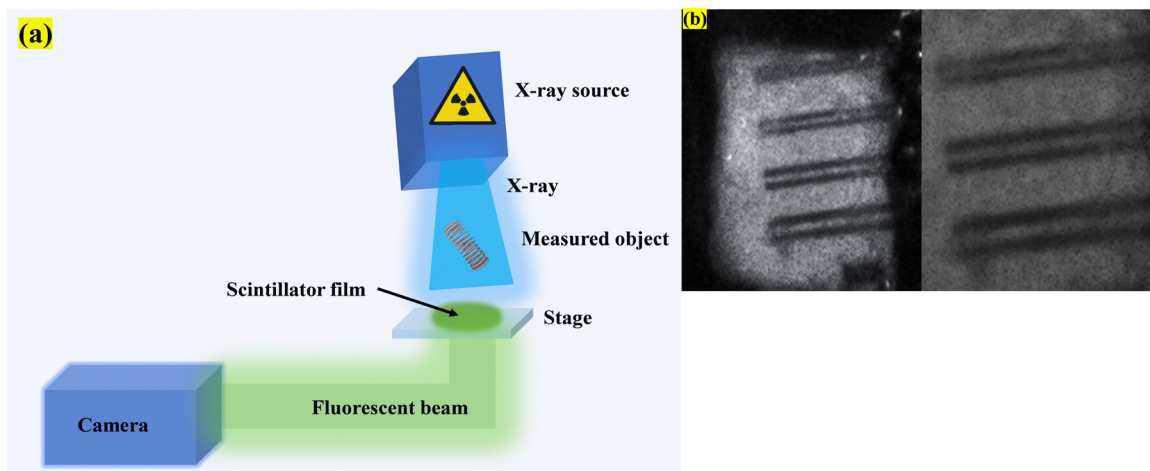 (a)
(b)
X-ray source
X-ray
Measured object
Scintillator film
Stage
Fluorescent beam
Camera